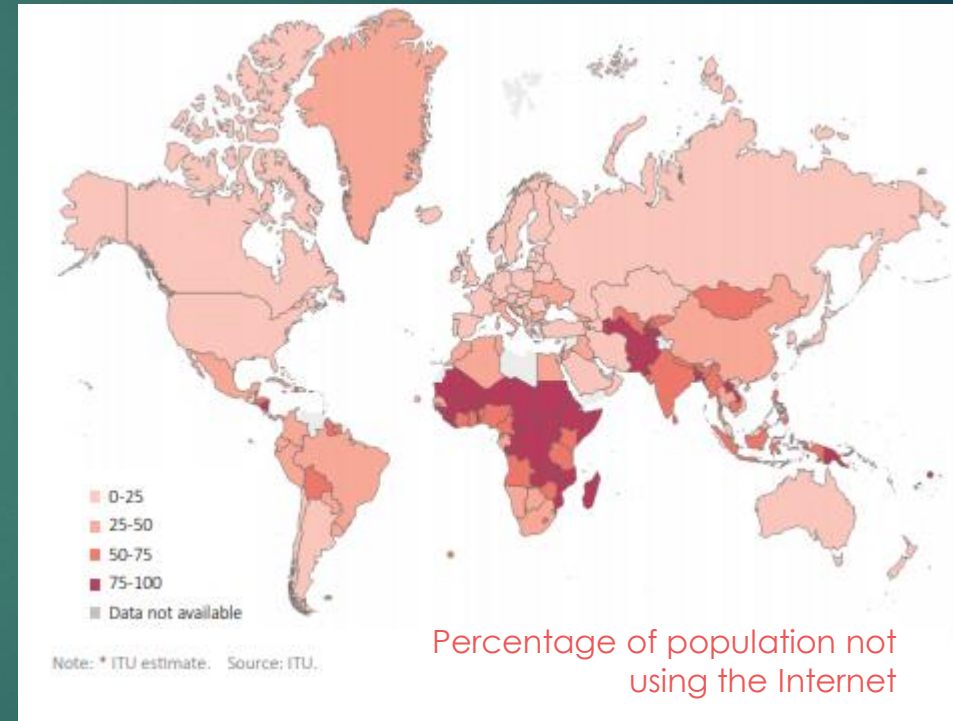 0-25
25-50
50-75
75-100
Data not available
Note: * ITU estimate. Source: ITU.
Percentage of population not
using the Internet